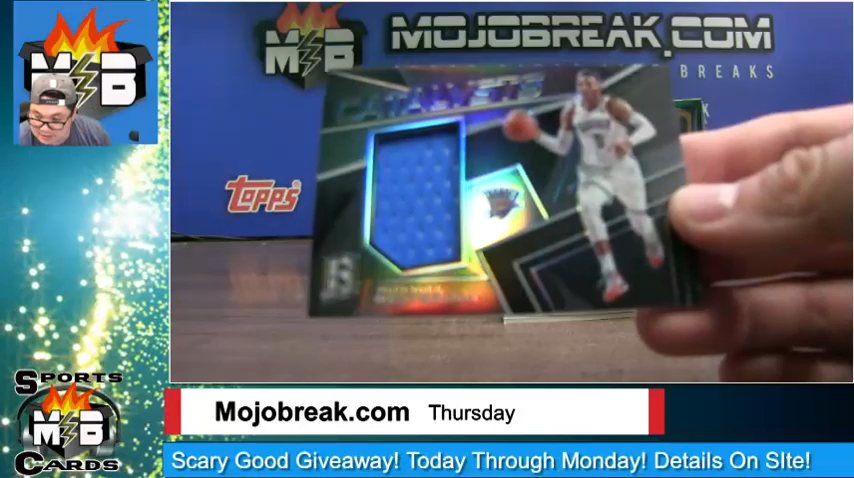 MB
MOJOBREAK.COM
BREAKS
MB
CATALYSTS
TOPPS
SPORTS
MB
CARDS
Mojobreak.com Thursday
Scary Good Giveaway! Today Through Monday! Details On SIte!